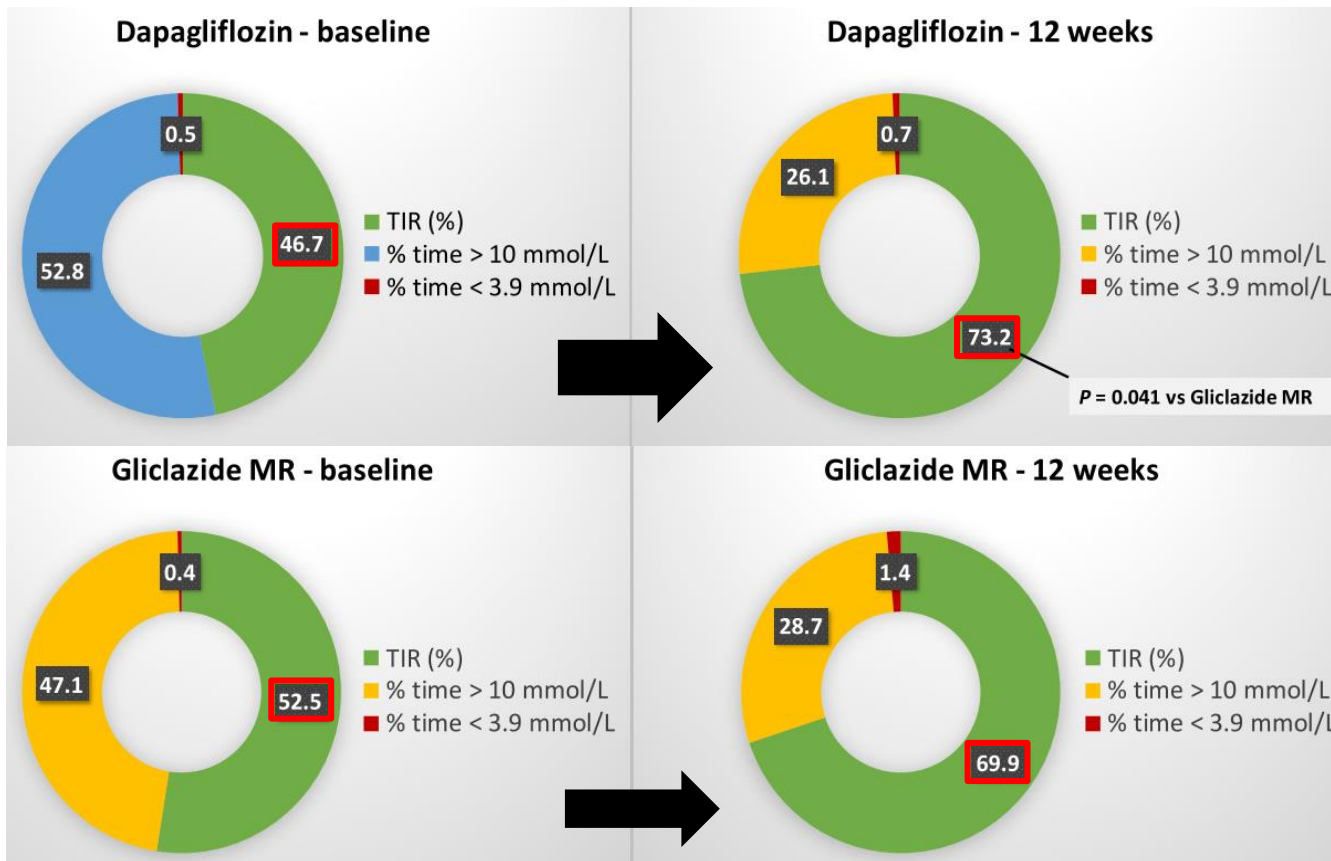 Dapagliflozin - baseline
0.5
46.7
52.8
TIR (%)
% time > 10 mmol/L
% time < 3.9 mmol/L
Dapagliflozin - 12 weeks
0.7
26.1
73.2
TIR (%)
% time > 10 mmol/L
% time < 3.9 mmol/L
P = 0.041 vs Gliclazide MR
Gliclazide MR - baseline
0.4
47.1
52.5
TIR (%)
% time > 10 mmol/L
% time < 3.9 mmol/L
Gliclazide MR - 12 weeks
1.4
28.7
69.9
TIR (%)
% time > 10 mmol/L
% time < 3.9 mmol/L